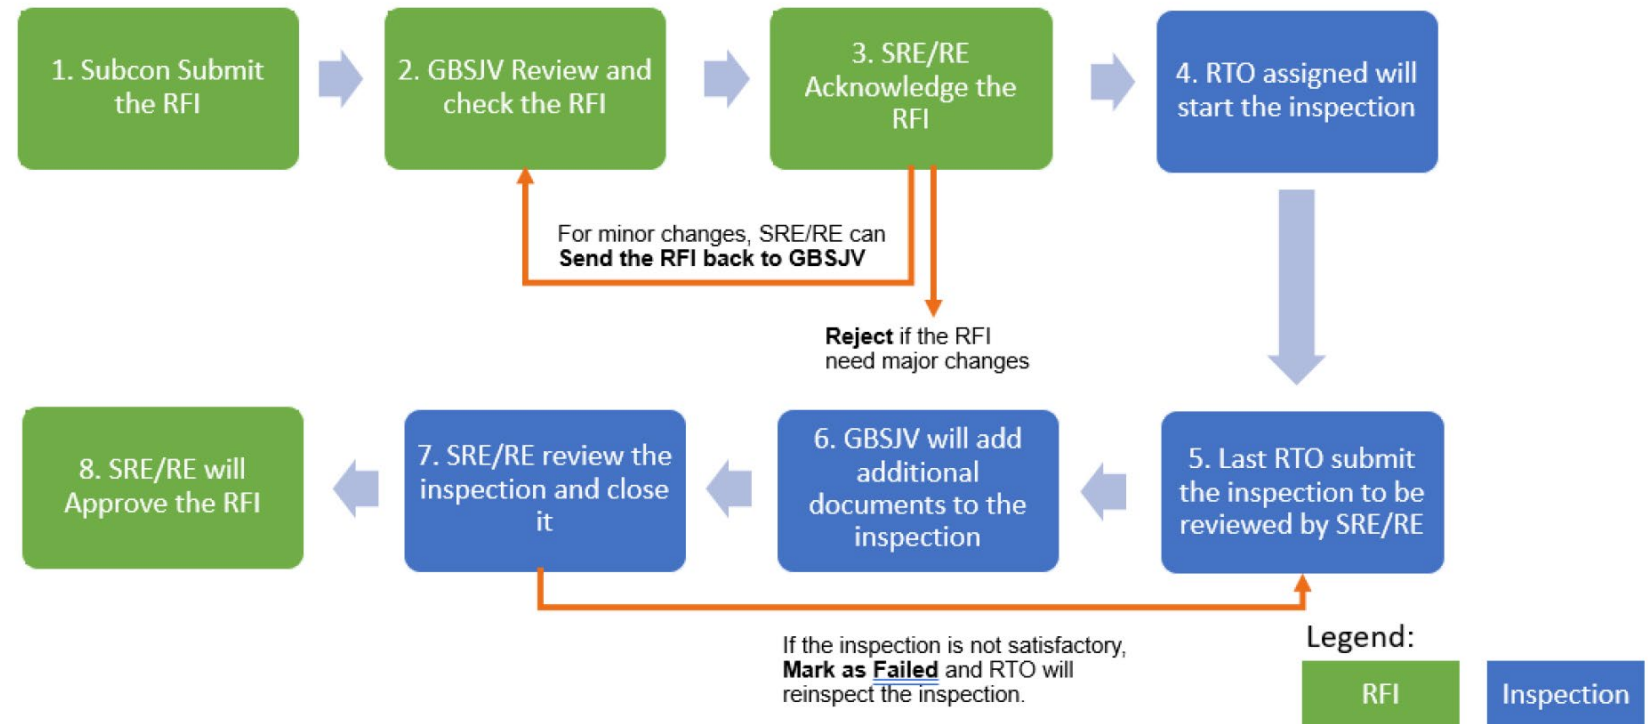 1. Subcon Submit
the RFI
2. GBSJV Review and
check the RFI
3. SRE/RE
Acknowledge the
RFI
4. RTO assigned will
start the inspection
For minor changes, SRE/RE can
Send the RFI back to GBSJV
Reject if the RFI
need major changes
8. SRE/RE will
Approve the RFI
7. SRE/RE review the
inspection and close
it
6. GBSJV will add
additional
documents to the
inspection
5. Last RTO submit
the inspection to be
reviewed by SRE/RE
If the inspection is not satisfactory,
Mark as Failed and RTO will
reinspect the inspection.
Legend:
RFI
Inspection